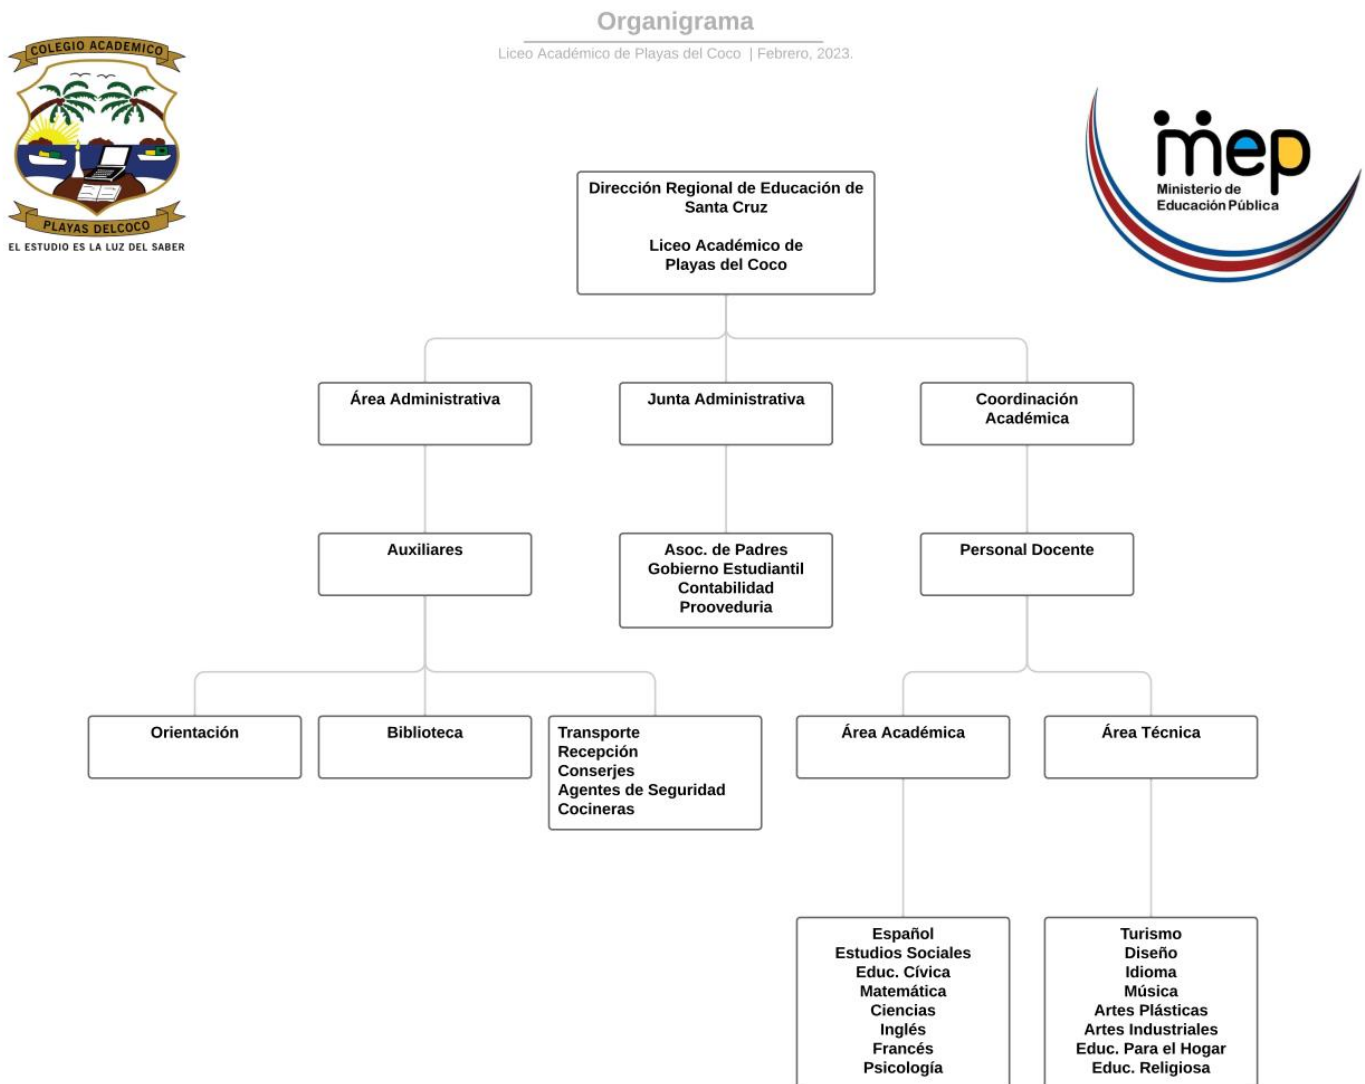 Organigrama
Liceo Académico de Playas del Coco | Febrero, 2023.
COLEGIO ACADEMICO
PLAYAS DELCOCO
EL ESTUDIO ES LA LUZ DEL SABER
mep
Ministerio de
Educación Pública
Dirección Regional de Educación de
Santa Cruz
Liceo Académico de
Playas del Coco
Área Administrativa
Junta Administrativa
Coordinación
Académica
Auxiliares
Asoc. de Padres
Gobierno Estudiantil
Contabilidad
Prooveduria
Personal Docente
Orientación
Biblioteca
Transporte
Recepción
Conserjes
Agentes de Seguridad
Cocineras
Área Académica
Área Técnica
Español
Estudios Sociales
Educ. Cívica
Matemática
Ciencias
Inglés
Francés
Psicología
Turismo
Diseño
Idioma
Música
Artes Plásticas
Artes Industriales
Educ. Para el Hogar
Educ. Religiosa